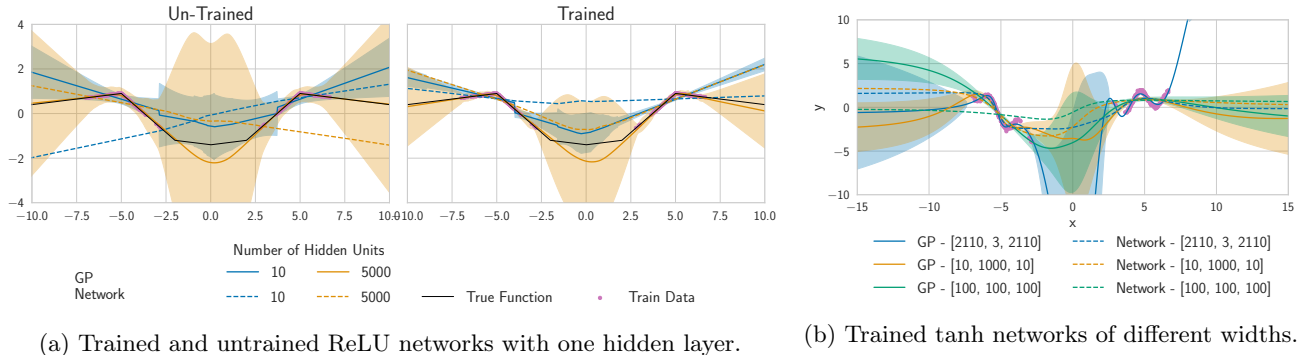 Un-Trained
Trained
4
2
0
−2
−4
−10.0
−7.5
−5.0
−2.5
0.0
2.5
5.0
7.5
10.0
−10.0
−7.5
−5.0
−2.5
0.0
2.5
5.0
7.5
10.0
Number of Hidden Units
GP
10
5000
Network
10
5000
True Function
Train Data
(a) Trained and untrained ReLU networks with one hidden layer.
10
5
0
−5
−10
y
−15
−10
−5
0
5
10
15
x
GP - [2110, 3, 2110]
Network - [2110, 3, 2110]
GP - [10, 1000, 10]
Network - [10, 1000, 10]
GP - [100, 100, 100]
Network - [100, 100, 100]
(b) Trained tanh networks of different widths.